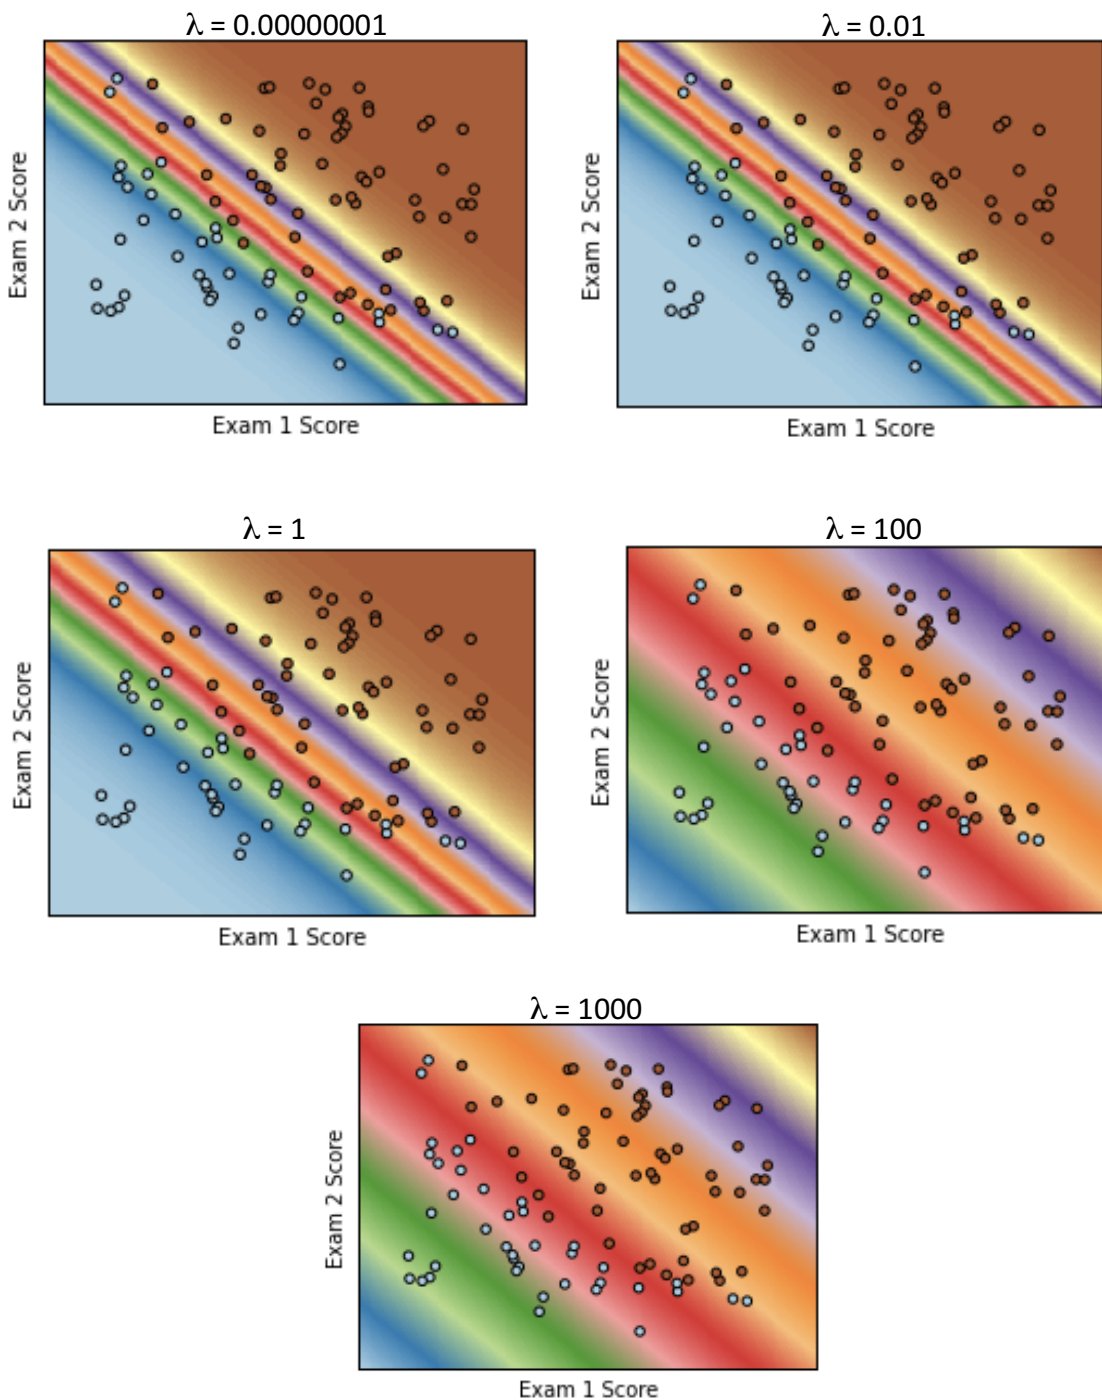 λ = 0.00000001
λ = 0.01
Exam 2 Score
Exam 2 Score
Exam 1 Score
Exam 1 Score
λ = 1
λ = 100
Exam 2 Score
Exam 2 Score
Exam 1 Score
Exam 1 Score
λ = 1000
Exam 2 Score
Exam 1 Score